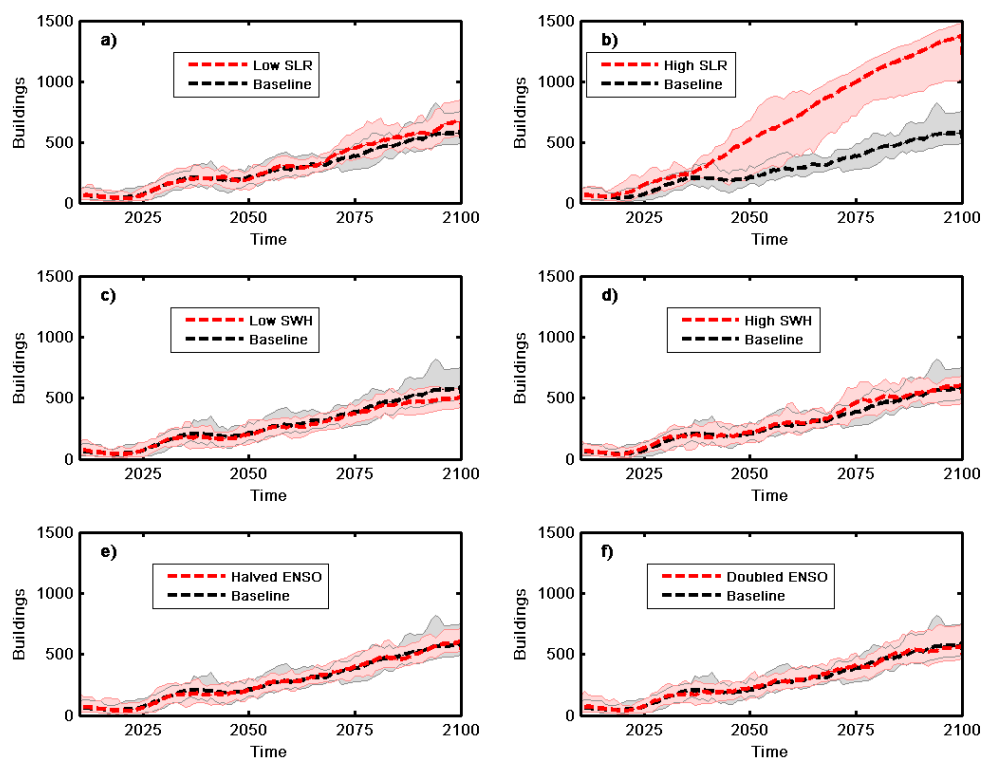 1500
a)
Low SLR
Baseline
1000
500
0
Buildings
2025
2050
2075
2100
Time
1500
b)
High SLR
Baseline
1000
500
0
Buildings
2025
2050
2075
2100
Time
1500
c)
Low SWH
Baseline
1000
500
0
Buildings
2025
2050
2075
2100
Time
1500
d)
High SWH
Baseline
1000
500
0
Buildings
2025
2050
2075
2100
Time
1500
e)
Halved ENSO
Baseline
1000
500
0
Buildings
2025
2050
2075
2100
Time
1500
f)
Doubled ENSO
Baseline
1000
500
0
Buildings
2025
2050
2075
2100
Time